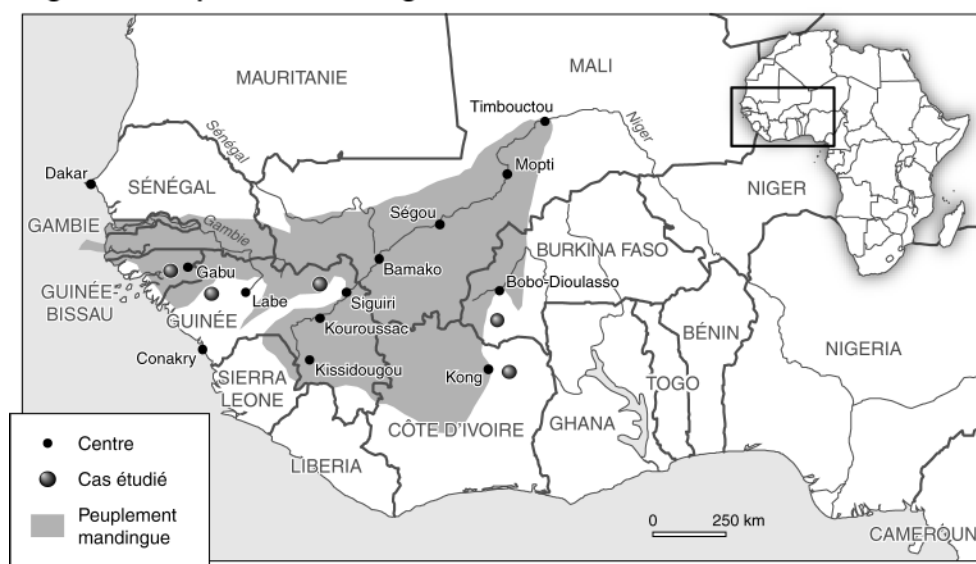 MAURITANIE
MALI
Timbouctou
Niger
Sénégal
Mopti
Dakar
SÉNÉGAL
NIGER
Ségou
GAMBIE
Gambie
BURKINA FASO
Bamako
Gabu
Bobo-Dioulasso
GUINÉE-
BISSAU
Labe
Siguiri
GUINÉE
Kouroussac
BÉNIN
NIGERIA
Conakry
Kissidougou
Kong
SIERRA
LEONE
TOGO
GHANA
CÔTE D'IVOIRE
LIBERIA
Centre
Cas étudié
Peuplement
mandingue
0 250 km
CAMEROUN